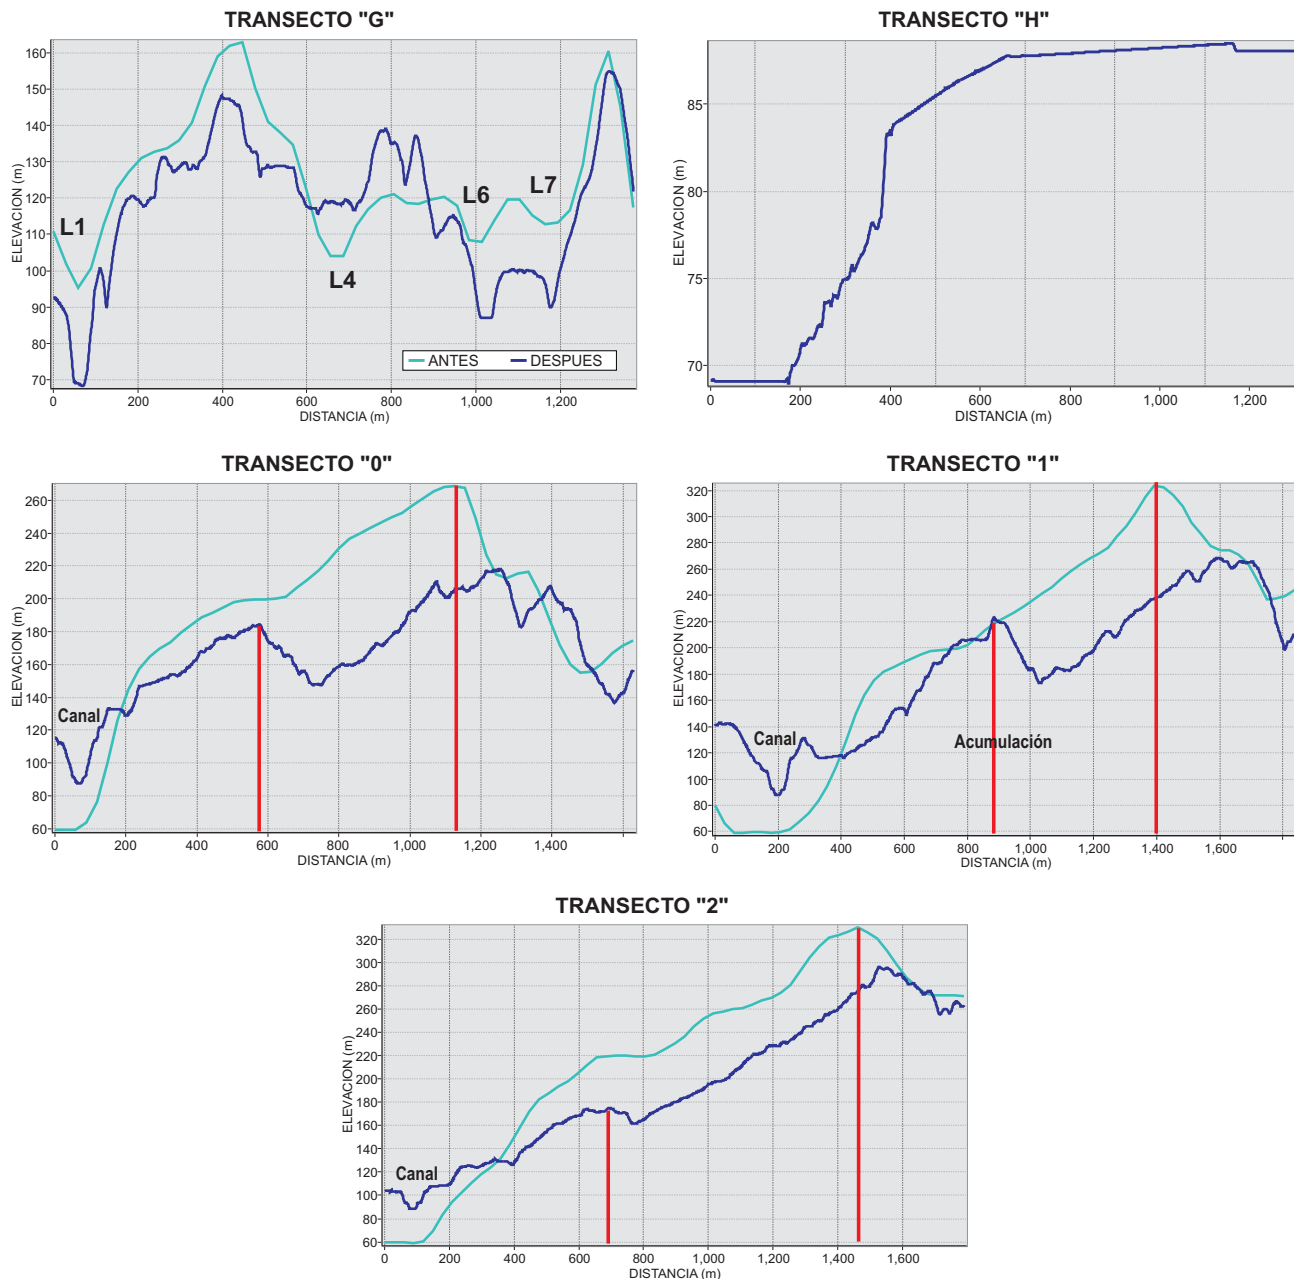 TRANSECTO "G"
ELEVACION (m)
160
150
140
130
120
110
100
90
80
70
L1
L4
L6
L7
ANTES DESPUES
0 200 400 600 800 1,000 1,200
DISTANCIA (m)
TRANSECTO "H"
ELEVACION (m)
85
80
75
70
0 200 400 600 800 1,000 1,200
DISTANCIA (m)
TRANSECTO "0"
ELEVACION (m)
260
240
220
200
180
160
140
120
100
80
60
Canal
0 200 400 600 800 1,000 1,200 1,400
DISTANCIA (m)
TRANSECTO "1"
ELEVACION (m)
320
300
280
260
240
220
200
180
160
140
120
100
80
60
Canal
Acumulación
0 200 400 600 800 1,000 1,200 1,400 1,600
DISTANCIA (m)
TRANSECTO "2"
ELEVACION (m)
320
300
280
260
240
220
200
180
160
140
120
100
80
60
Canal
0 200 400 600 800 1,000 1,200 1,400 1,600
DISTANCIA (m)